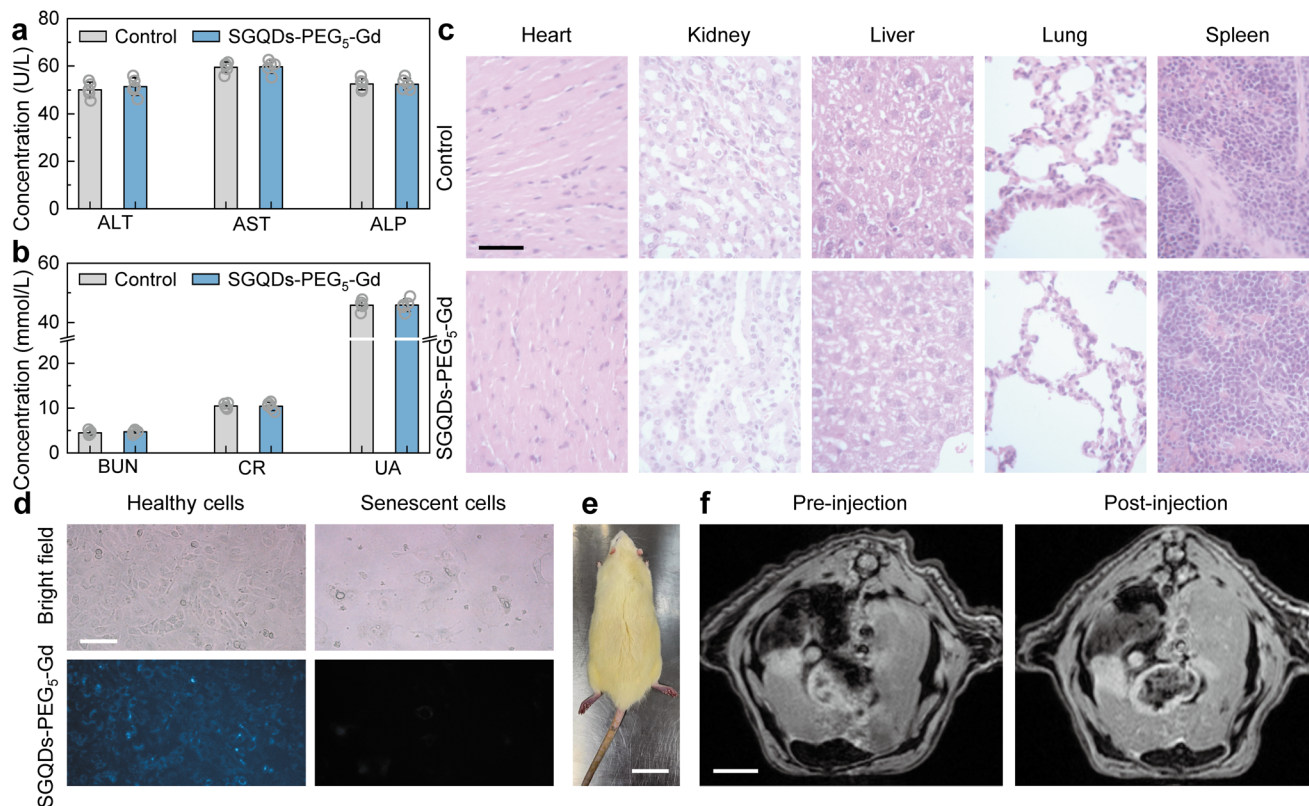 a
Control SGQDs-PEG5-Gd
Concentration (U/L)
80
60
40
20
0
ALT AST ALP
b
Control SGQDs-PEG5-Gd
Concentration (mmol/L)
60
40
20
10
0
BUN CR UA
c
Heart Kidney Liver Lung Spleen
Control
SGQDs-PEG5-Gd
d
Healthy cells Senescent cells
Bright field
SGQDs-PEG5-Gd
e
f
Pre-injection Post-injection